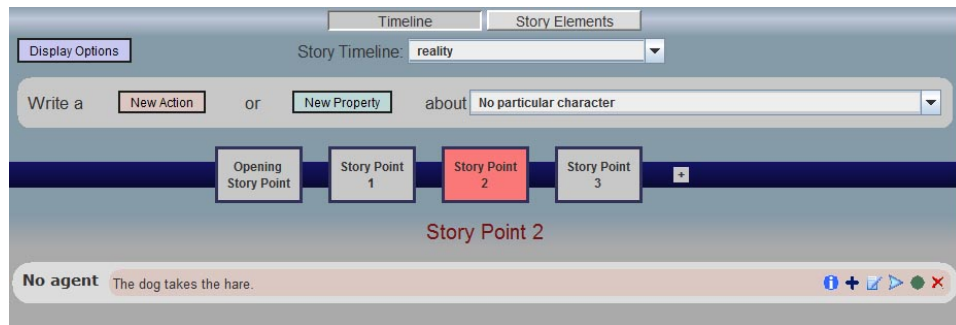 Timeline Story Elements
Display Options Story Timeline: reality
Write a New Action or New Property about No particular character
Opening Story Point
Story Point 1
Story Point 2
Story Point 3
+
Story Point 2
No agent The dog takes the hare.